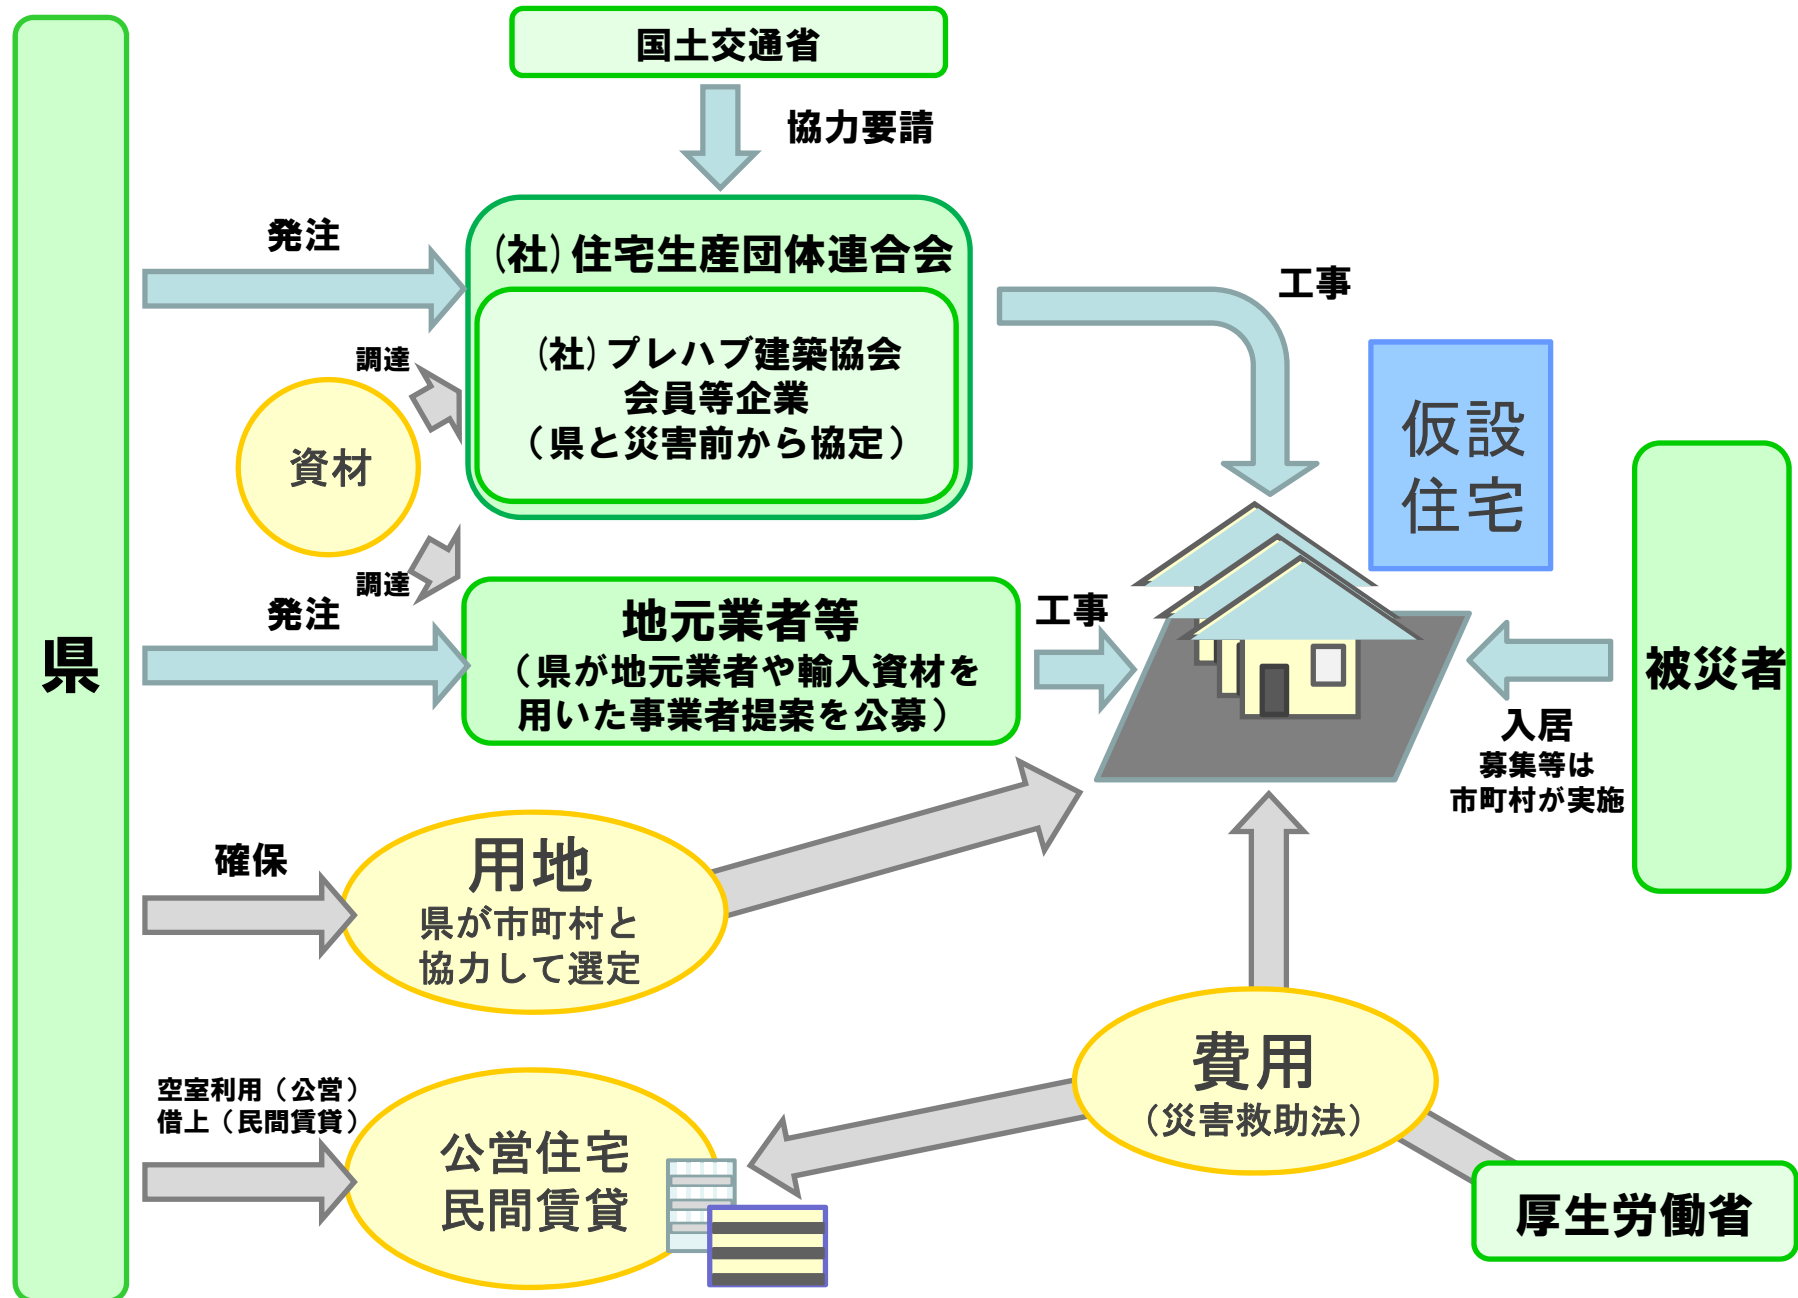 国土交通省
協力要請
県
発注
(社)住宅生産団体連合会
(社)プレハブ建築協会
会員等企業
(県と災害前から協定)
工事
調達
資材
調達
仮設
住宅
発注
地元業者等
(県が地元業者や輸入資材を
用いた事業者提案を公募)
工事
被災者
入居
募集等は
市町村が実施
確保
用地
県が市町村と
協力して選定
費用
(災害救助法)
空室利用(公営)
借上(民間賃貸)
公営住宅
民間賃貸
厚生労働省